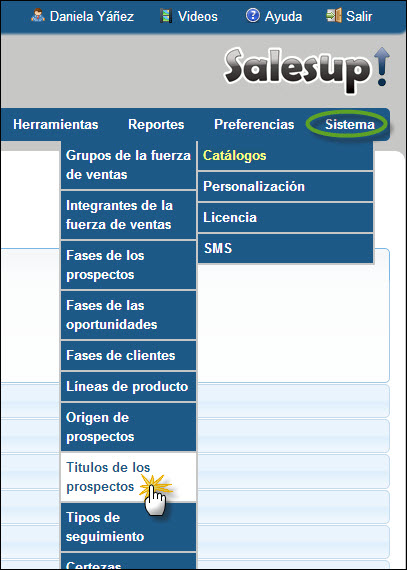 Daniela Yáñez
Videos
Ayuda
Salir
Salesup!
Herramientas
Reportes
Preferencias
Sistema
Grupos de la fuerza
de ventas
Integrantes de la
fuerza de ventas
Fases de los
prospectos
Fases de las
oportunidades
Fases de clientes
Líneas de producto
Origen de
prospectos
Titulos de los
prospectos
Tipos de
seguimiento
Certezas
Catálogos
Personalización
Licencia
SMS